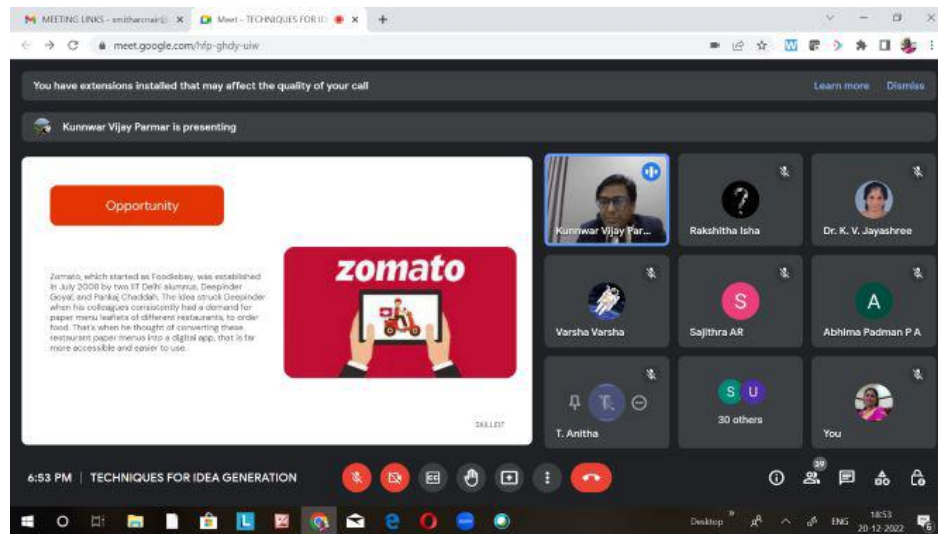 MEETING LINKS - smitharcnair@
Meet - TECHNIQUES FOR ID
meet.google.com/hfp-ghdy-uiw
You have extensions installed that may affect the quality of your call
Learn more
Dismiss
Kunnwar Vijay Parmar is presenting
Opportunity
Zomato, which started as Foodiebay, was established
in July 2008 by two IIT Delhi alumnus, Deepinder
Goyal, and Pankaj Chaddah. The idea struck Deepinder
when his colleagues consistently had a demand for
paper menu leaflets of different restaurants, to order
food. That's when he thought of converting these
restaurant paper menus into a digital app, that is far
more accessible and easier to use.
zomato
Kunnwar Vijay Par...
Rakshitha Isha
Dr. K. V. Jayashree
Varsha Varsha
S
Sajithra AR
A
Abhima Padman P A
T. Anitha
S U
30 others
You
6:53 PM | TECHNIQUES FOR IDEA GENERATION
39
Desktop
ENG
18:53
20-12-2022